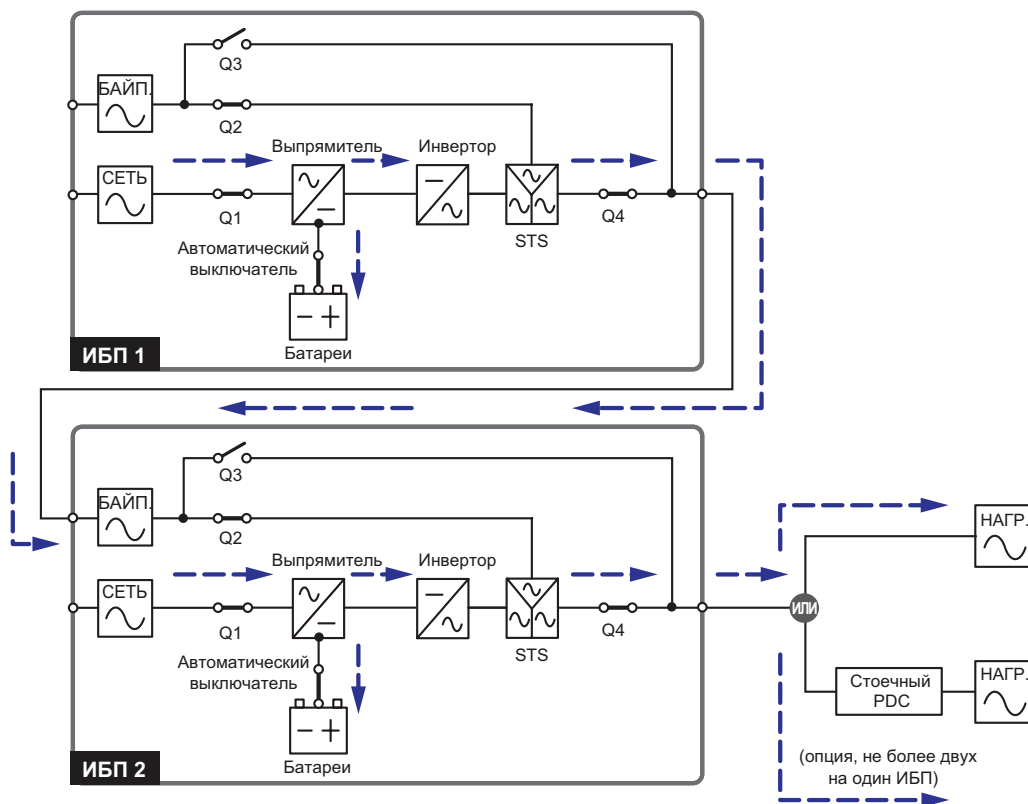 Q3
БАЙП.
Q2
Выпрямитель
Инвертор
СЕТЬ
Q1
STS
Q4
Автоматический
выключатель
Батареи
ИБП 1
Q3
БАЙП.
Q2
НАГР.
Выпрямитель
Инвертор
СЕТЬ
Q1
STS
Q4
ИЛИ
Автоматический
выключатель
Стоечный
PDC
НАГР.
Батареи
ИБП 2
(опция, не более двух
на один ИБП)